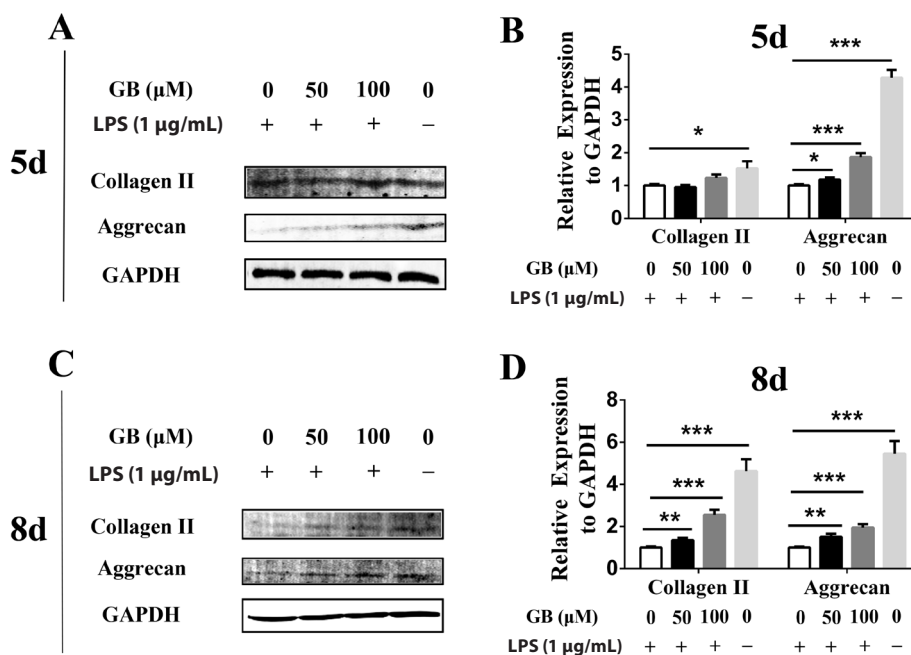 A
GB (μM) 0 50 100 0
LPS (1 μg/mL) + + + −
5d
Collagen II
Aggrecan
GAPDH
B
5d
Relative Expression
to GAPDH
5
4
3
2
1
0
*
*
***
***
Collagen II Aggrecan
GB (μM) 0 50 100 0 0 50 100 0
LPS (1 μg/mL) + + + − + + + −
C
GB (μM) 0 50 100 0
LPS (1 μg/mL) + + + −
8d
Collagen II
Aggrecan
GAPDH
D
8d
Relative Expression
to GAPDH
8
6
4
2
0
**
***
***
**
***
***
Collagen II Aggrecan
GB (μM) 0 50 100 0 0 50 100 0
LPS (1 μg/mL) + + + − + + + −